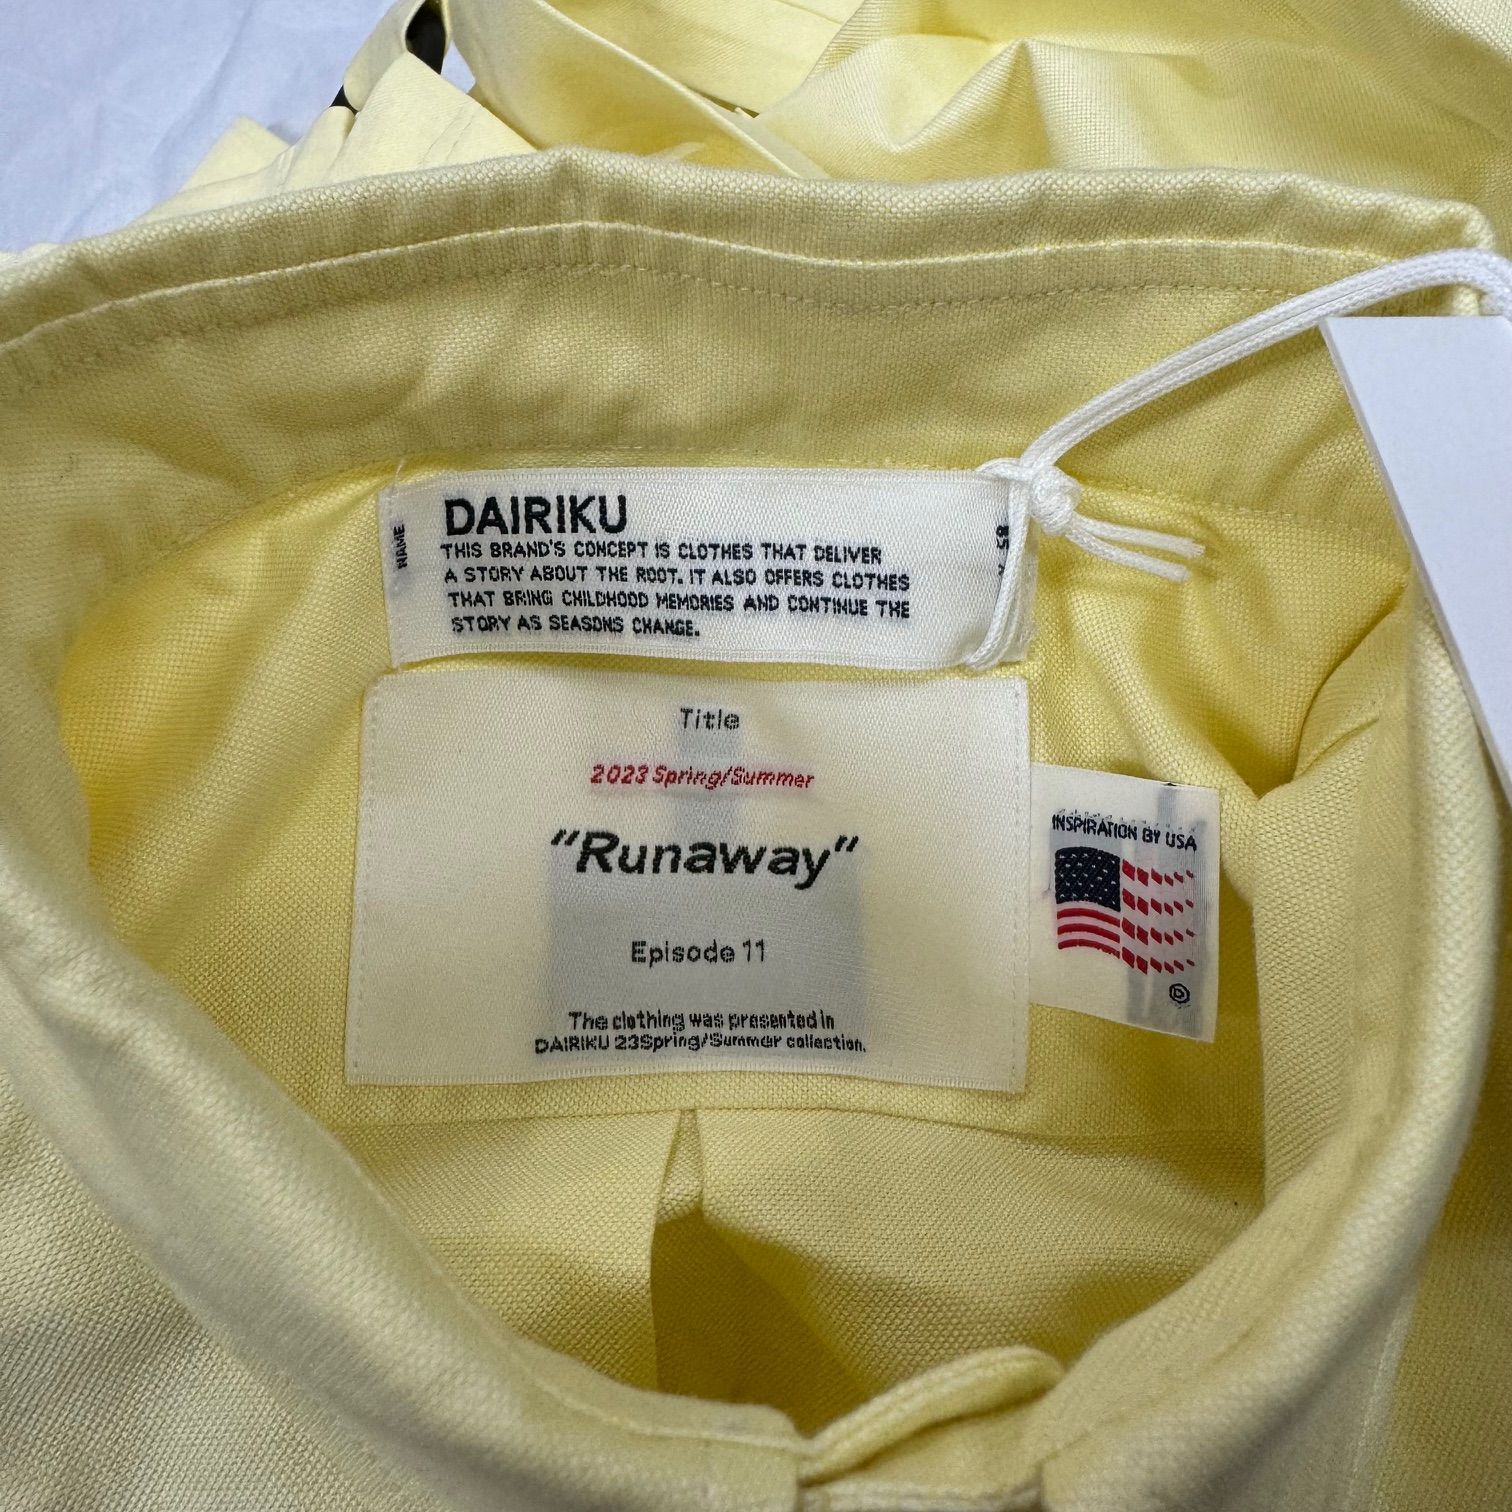 NAME
DAIRIKU
THIS BRAND'S CONCEPT IS CLOTHES THAT DELIVER
A STORY ABOUT THE ROOT. IT ALSO OFFERS CLOTHES
THAT BRING CHILDHOOD MEMORIES AND CONTINUE THE
STORY AS SEASONS CHANGE.
Title
2023 Spring/Summer
"Runaway"
Episode 11
The clothing was presented in
DAIRIKU 23Spring/Summer collection.
INSPIRATION BY USA
D